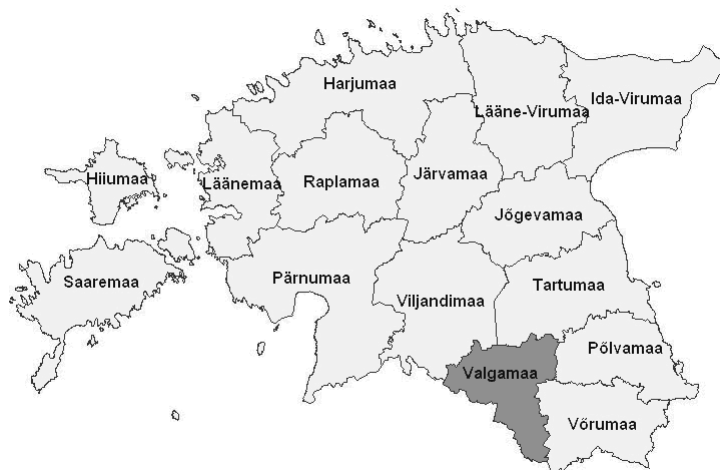 Harjumaa
Ida-Virumaa
Lääne-Virumaa
Hiiumaa
Läänemaa
Raplamaa
Järvamaa
Jõgevamaa
Saaremaa
Pärnumaa
Viljandimaa
Tartumaa
Valgamaa
Põlvamaa
Võrumaa